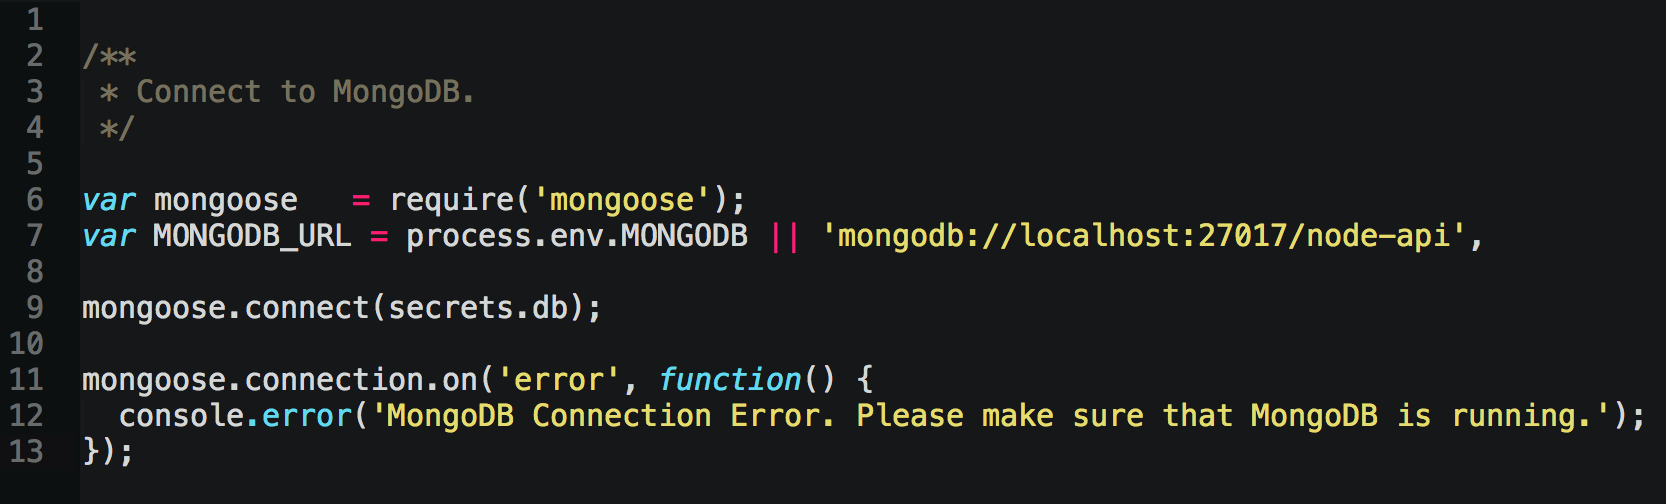 1
2 /**
3  * Connect to MongoDB.
4  */
5
6 var mongoose   = require('mongoose');
7 var MONGODB_URL = process.env.MONGODB || 'mongodb://localhost:27017/node-api',
8
9 mongoose.connect(secrets.db);
10
11 mongoose.connection.on('error', function() {
12   console.error('MongoDB Connection Error. Please make sure that MongoDB is running.');
13 });